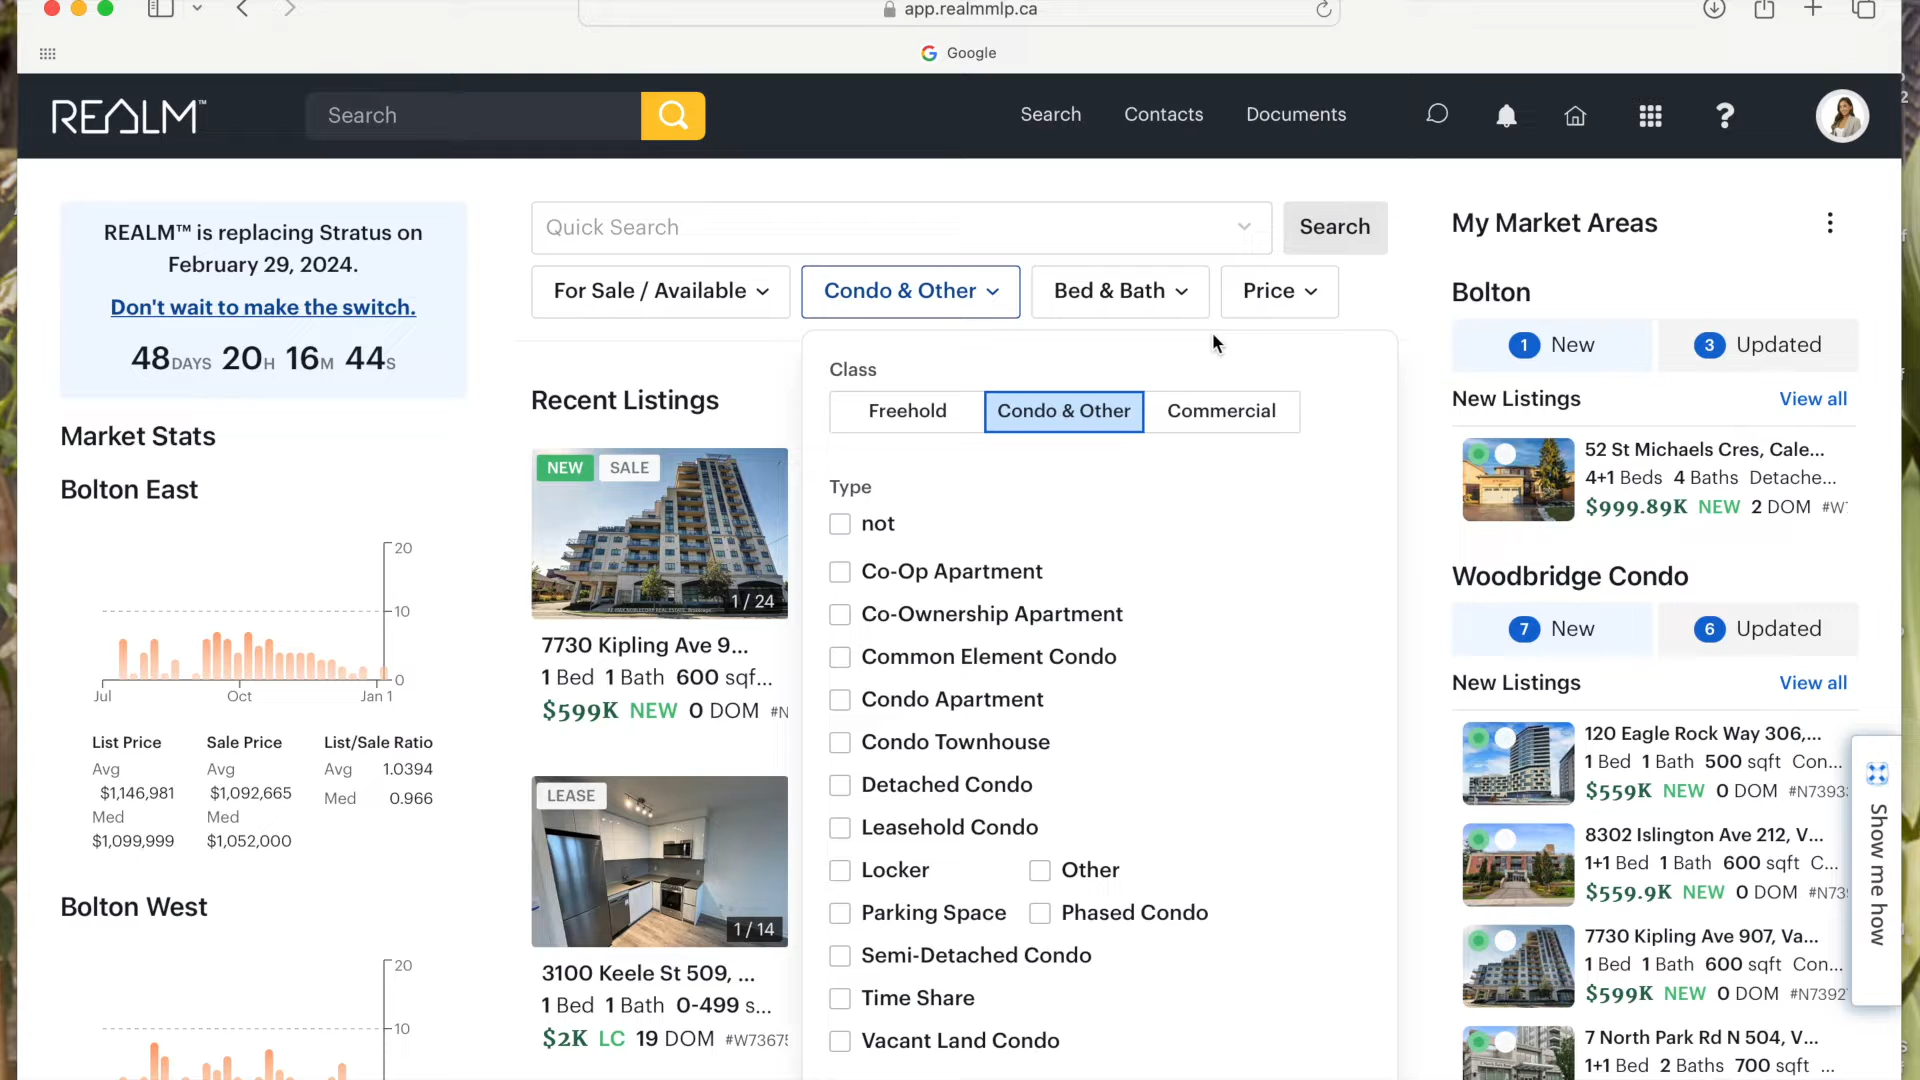 app.realmmlp.ca
Google
REALM™
Search
Search
Contacts
Documents
?
REALM™ is replacing Stratus on
February 29, 2024.
Don't wait to make the switch.
48 DAYS 20 H 16 M 44 S
Market Stats
Bolton East
20
10
0
Jul
Oct
Jan 1
List Price
Avg
$1,146,981
Med
$1,099,999
Sale Price
Avg
$1,092,665
Med
$1,052,000
List/Sale Ratio
Avg 1.0394
Med 0.966
Bolton West
20
10
Quick Search
Search
For Sale / Available
Condo & Other
Bed & Bath
Price
Recent Listings
NEW SALE
1 / 24
7730 Kipling Ave 9...
1 Bed 1 Bath 600 sqf...
$599K NEW 0 DOM #N
LEASE
1 / 14
3100 Keele St 509, ...
1 Bed 1 Bath 0-499 s...
$2K LC 19 DOM #W7367
Class
Freehold
Condo & Other
Commercial
Type
not
Co-Op Apartment
Co-Ownership Apartment
Common Element Condo
Condo Apartment
Condo Townhouse
Detached Condo
Leasehold Condo
Locker
Other
Parking Space
Phased Condo
Semi-Detached Condo
Time Share
Vacant Land Condo
My Market Areas
Bolton
1 New
3 Updated
New Listings
View all
52 St Michaels Cres, Cale...
4+1 Beds 4 Baths Detache...
$999.89K NEW 2 DOM #W
Woodbridge Condo
7 New
6 Updated
New Listings
View all
120 Eagle Rock Way 306,...
1 Bed 1 Bath 500 sqft Con...
$559K NEW 0 DOM #N7393
8302 Islington Ave 212, V...
1+1 Bed 1 Bath 600 sqft C...
$559.9K NEW 0 DOM #N73
7730 Kipling Ave 907, Va...
1 Bed 1 Bath 600 sqft Con...
$599K NEW 0 DOM #N7392
7 North Park Rd N 504, V...
1+1 Bed 2 Baths 700 sqft ...
Show me how